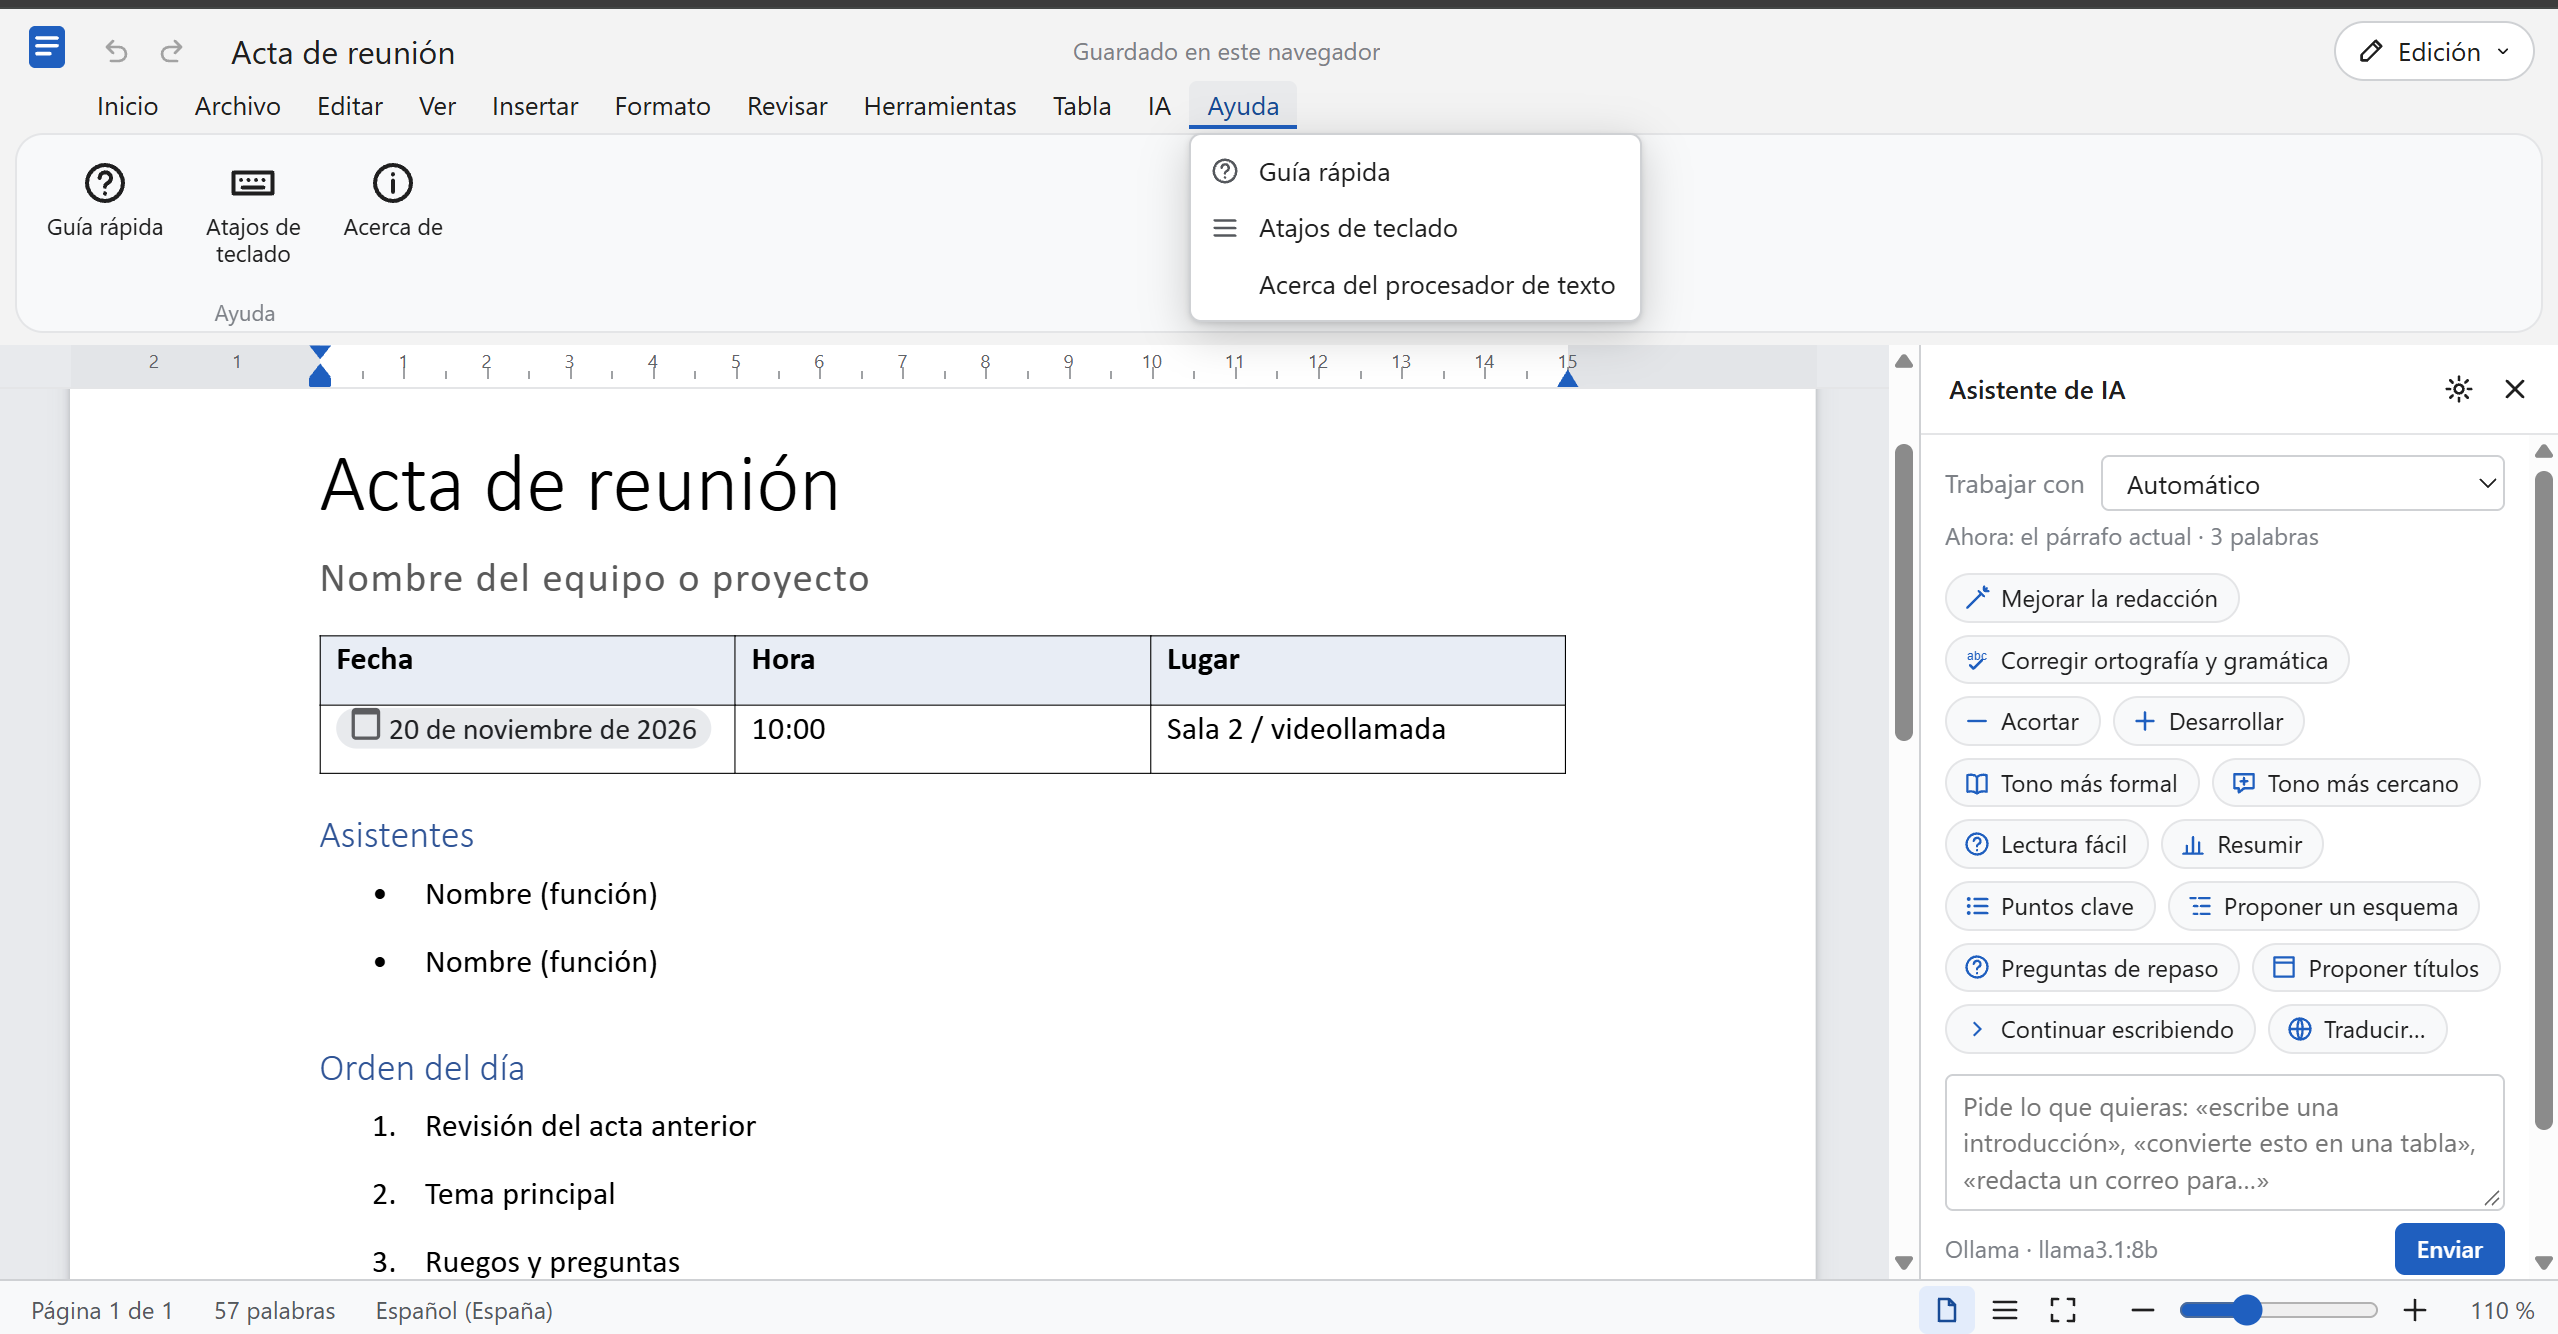 Acta de reunión
Guardado en este navegador
Edición
Inicio Archivo Editar Ver Insertar Formato Revisar Herramientas Tabla IA Ayuda
Guía rápida
Atajos de teclado
Acerca de
Ayuda
Guía rápida
Atajos de teclado
Acerca del procesador de texto
2 1 1 2 3 4 5 6 7 8 9 10 11 12 13 14 15
Acta de reunión
Nombre del equipo o proyecto
Fecha Hora Lugar
20 de noviembre de 2026 10:00 Sala 2 / videollamada
Asistentes
• Nombre (función)
• Nombre (función)
Orden del día
1. Revisión del acta anterior
2. Tema principal
3. Ruegos y preguntas
Asistente de IA
Trabajar con Automático
Ahora: el párrafo actual · 3 palabras
Mejorar la redacción
abc Corregir ortografía y gramática
Acortar Desarrollar
Tono más formal Tono más cercano
Lectura fácil Resumir
Puntos clave Proponer un esquema
Preguntas de repaso Proponer títulos
Continuar escribiendo Traducir...
Pide lo que quieras: «escribe una
introducción», «convierte esto en una tabla»,
«redacta un correo para...»
Ollama · llama3.1:8b Enviar
Página 1 de 1 57 palabras Español (España) 110 %